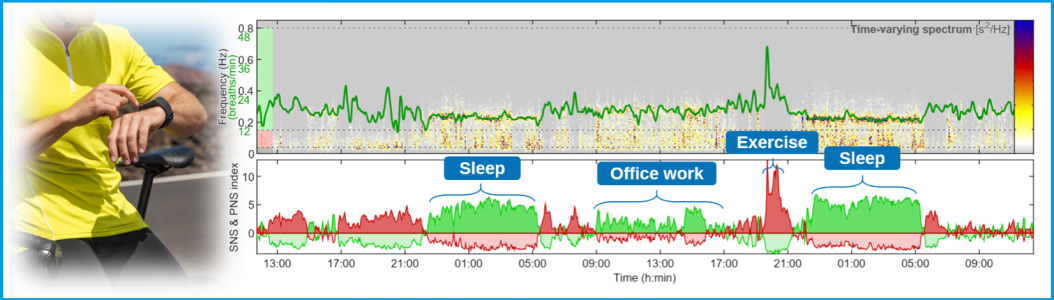 Time-varying spectrum [s²/Hz]
Frequency (Hz)
(breaths/min)
0.8
48
0.6
36
0.4
24
0.2
12
0
Exercise
Sleep
Sleep
Office work
SNS & PNS index
10
5
0
13:00 17:00 21:00 01:00 05:00 09:00 13:00 17:00 21:00 01:00 05:00 09:00
Time (h:min)